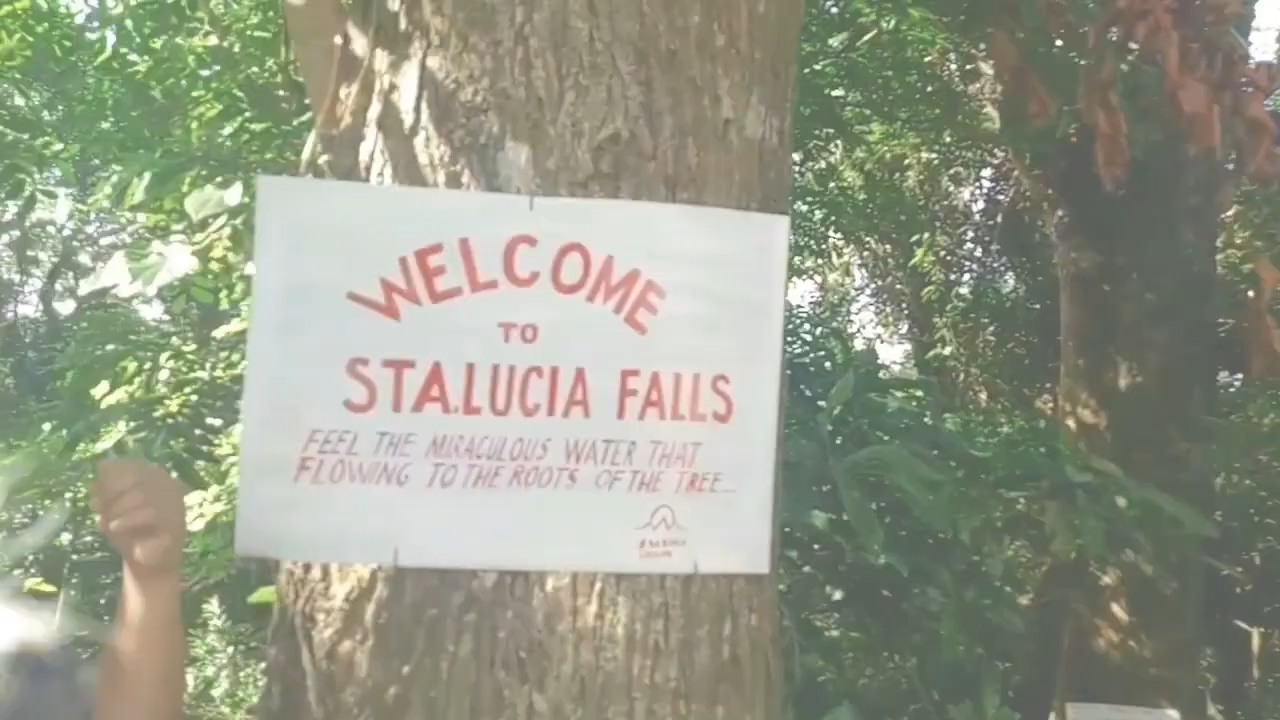 WELCOME
TO
STA.LUCIA FALLS
FEEL THE MIRACULOUS WATER THAT
FLOWING TO THE ROOTS OF THE TREE...